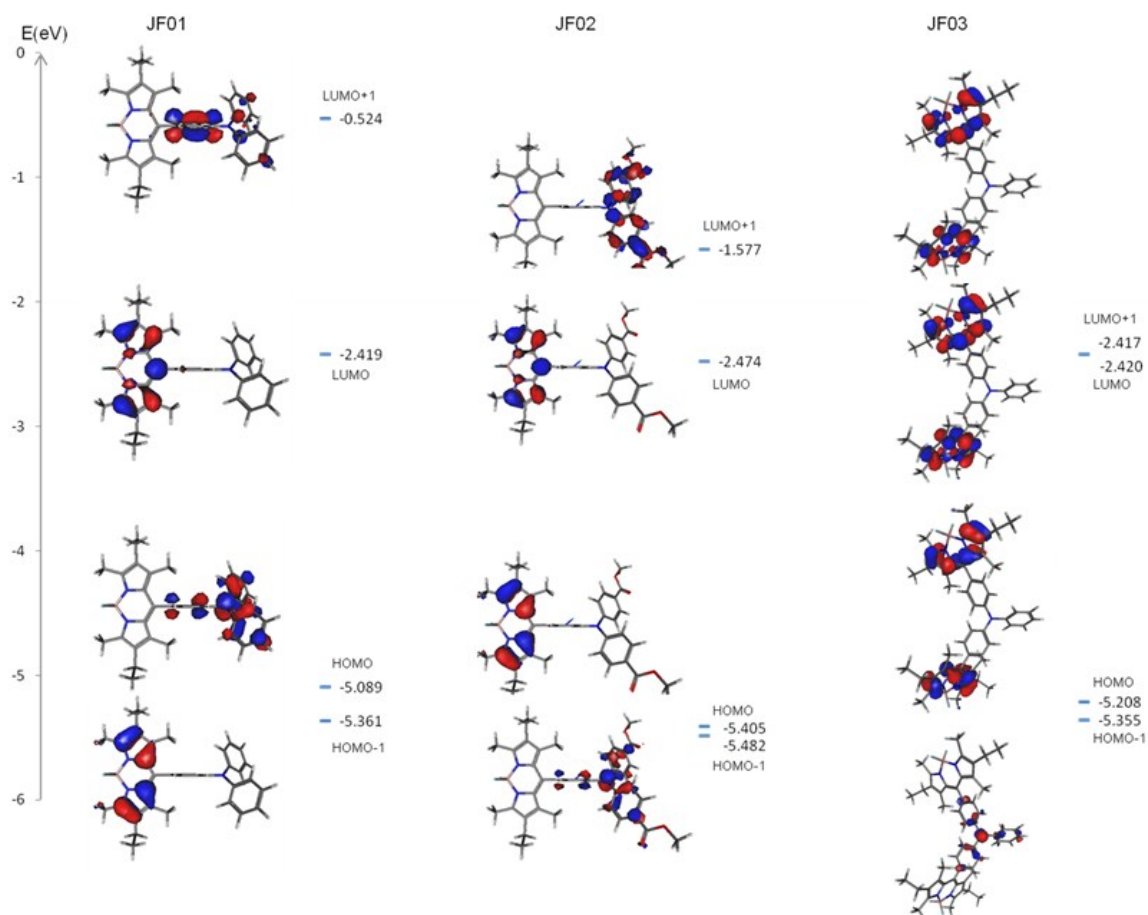 JF01
JF02
JF03
E(eV)
0
-1
-2
-3
-4
-5
-6
LUMO+1
-0.524
-2.419
LUMO
HOMO
-5.089
-5.361
HOMO-1
LUMO+1
-1.577
-2.474
LUMO
HOMO
-5.405
-5.482
HOMO-1
LUMO+1
-2.417
-2.420
LUMO
HOMO
-5.208
-5.355
HOMO-1